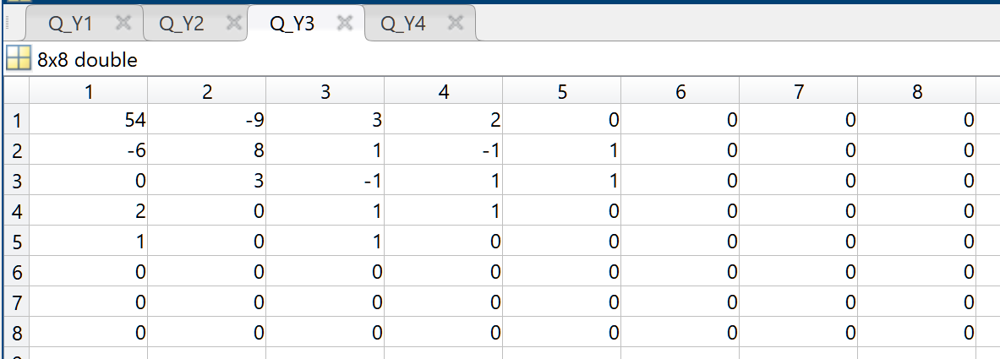 Q_Y1 Q_Y2 Q_Y3 Q_Y4
8x8 double
1 2 3 4 5 6 7 8
1 54 -9 3 2 0 0 0 0
2 -6 8 1 -1 1 0 0 0
3 0 3 -1 1 1 0 0 0
4 2 0 1 1 0 0 0 0
5 1 0 1 0 0 0 0 0
6 0 0 0 0 0 0 0 0
7 0 0 0 0 0 0 0 0
8 0 0 0 0 0 0 0 0